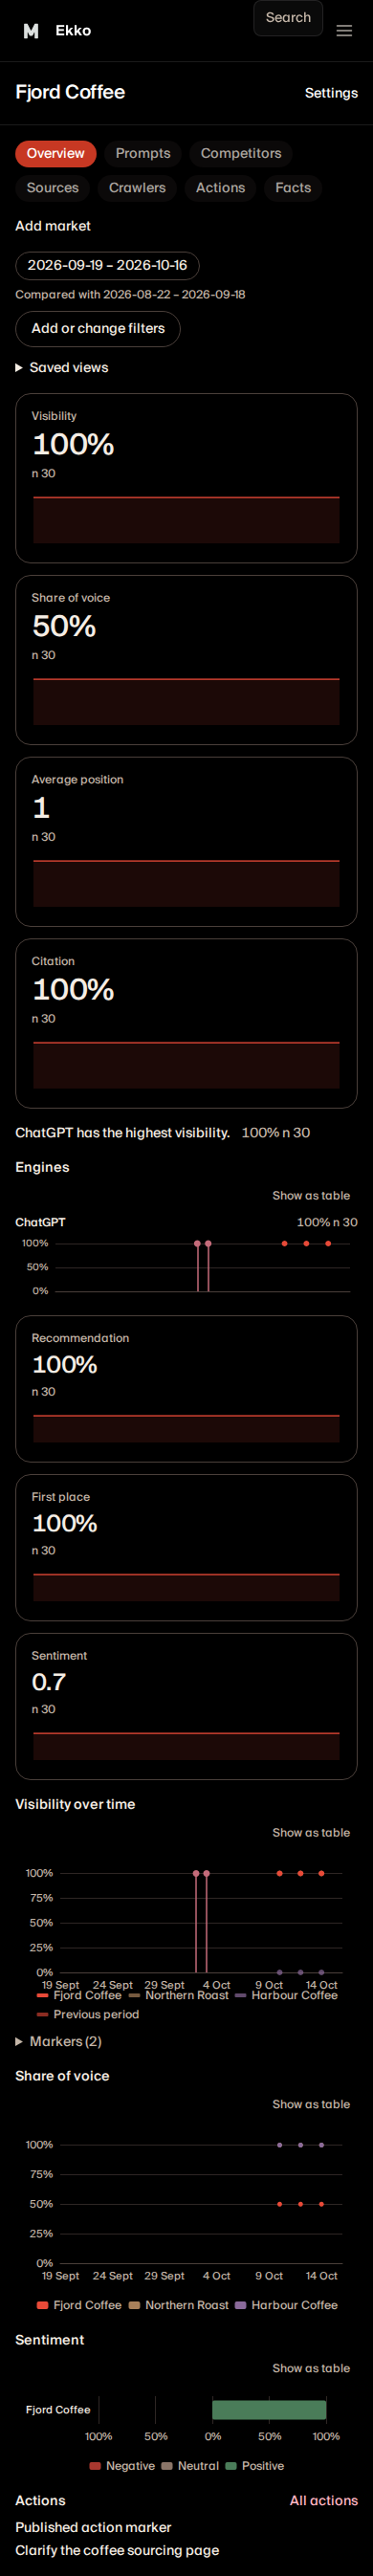 Search
Ekko
Fjord Coffee
Settings
Overview Prompts Competitors
Sources Crawlers Actions Facts
Add market
2026-09-19 – 2026-10-16
Compared with 2026-08-22 – 2026-09-18
Add or change filters
Saved views
Visibility
100%
n 30
Share of voice
50%
n 30
Average position
1
n 30
Citation
100%
n 30
ChatGPT has the highest visibility. 100% n 30
Engines
Show as table
ChatGPT 100% n 30
100%
50%
0%
Recommendation
100%
n 30
First place
100%
n 30
Sentiment
0.7
n 30
Visibility over time
Show as table
100%
75%
50%
25%
0%
19 Sept 24 Sept 29 Sept 4 Oct 9 Oct 14 Oct
Fjord Coffee Northern Roast Harbour Coffee
Previous period
Markers (2)
Share of voice
Show as table
100%
75%
50%
25%
0%
19 Sept 24 Sept 29 Sept 4 Oct 9 Oct 14 Oct
Fjord Coffee Northern Roast Harbour Coffee
Sentiment
Show as table
Fjord Coffee
100% 50% 0% 50% 100%
Negative Neutral Positive
Actions All actions
Published action marker
Clarify the coffee sourcing page